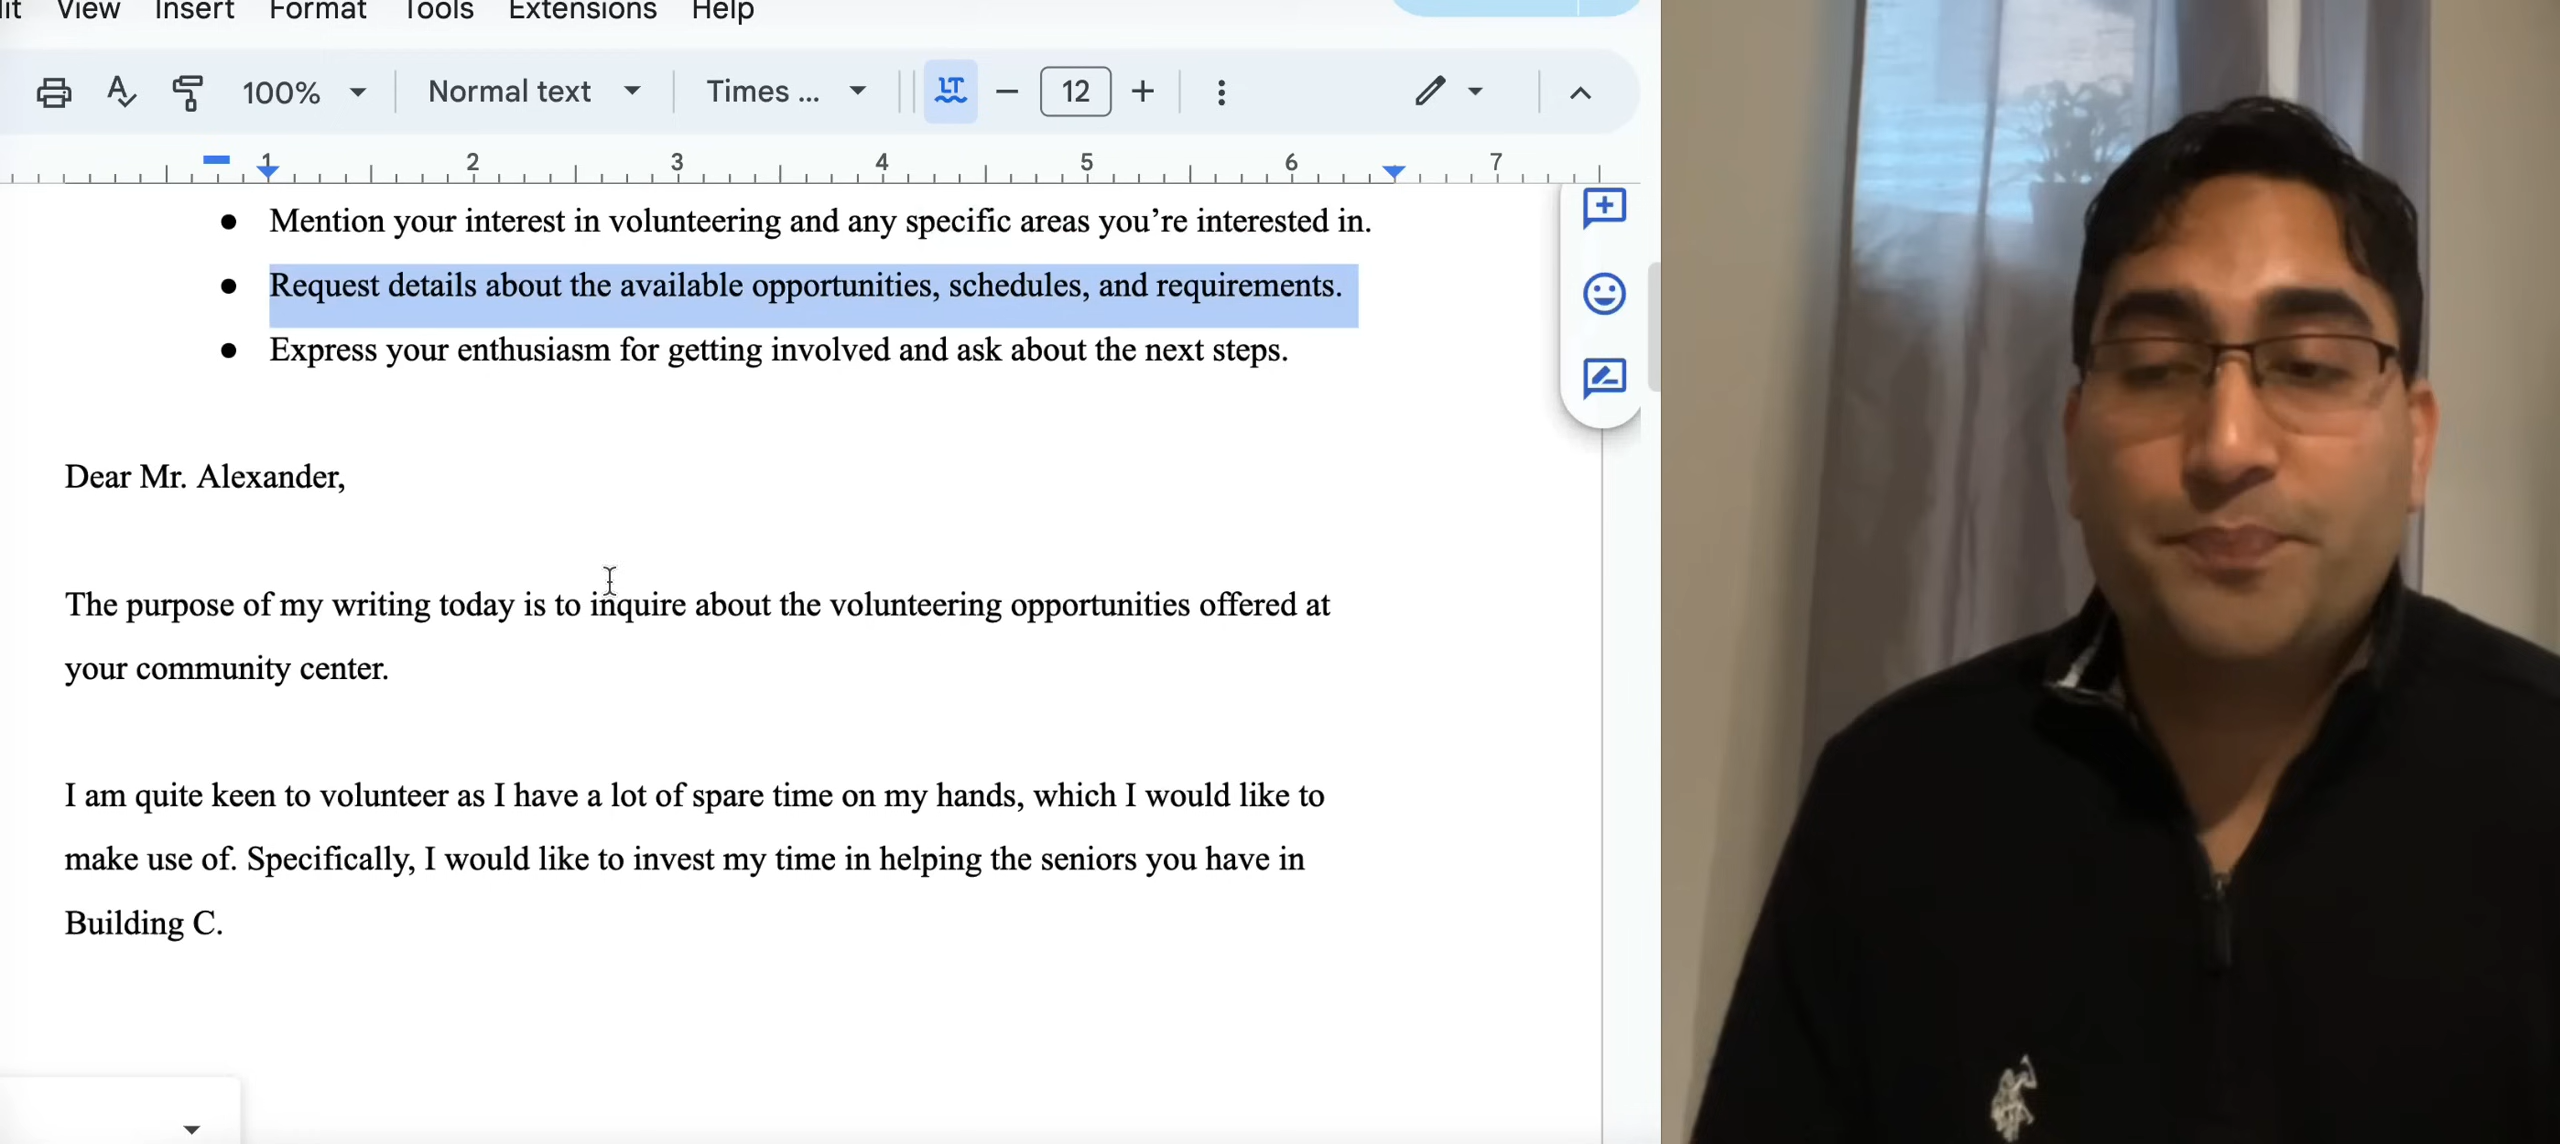 View Insert Format Tools Extensions Help
100% Normal text Times ... 12
1 2 3 4 5 6 7
● Mention your interest in volunteering and any specific areas you’re interested in.
● Request details about the available opportunities, schedules, and requirements.
● Express your enthusiasm for getting involved and ask about the next steps.
Dear Mr. Alexander,
The purpose of my writing today is to inquire about the volunteering opportunities offered at
your community center.
I am quite keen to volunteer as I have a lot of spare time on my hands, which I would like to
make use of. Specifically, I would like to invest my time in helping the seniors you have in
Building C.